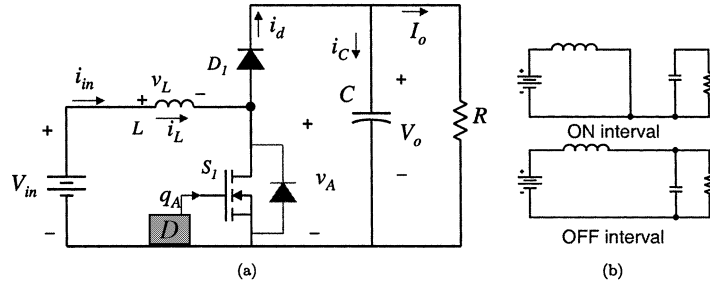 i_d
i_C
I_o
D_1
i_in
v_L
+ -
+
L
i_L
C
R
+
+
V_o
S_1
V_in
q_A
v_A
-
D
-
-
(a)
+
-
ON interval
+
-
OFF interval
(b)